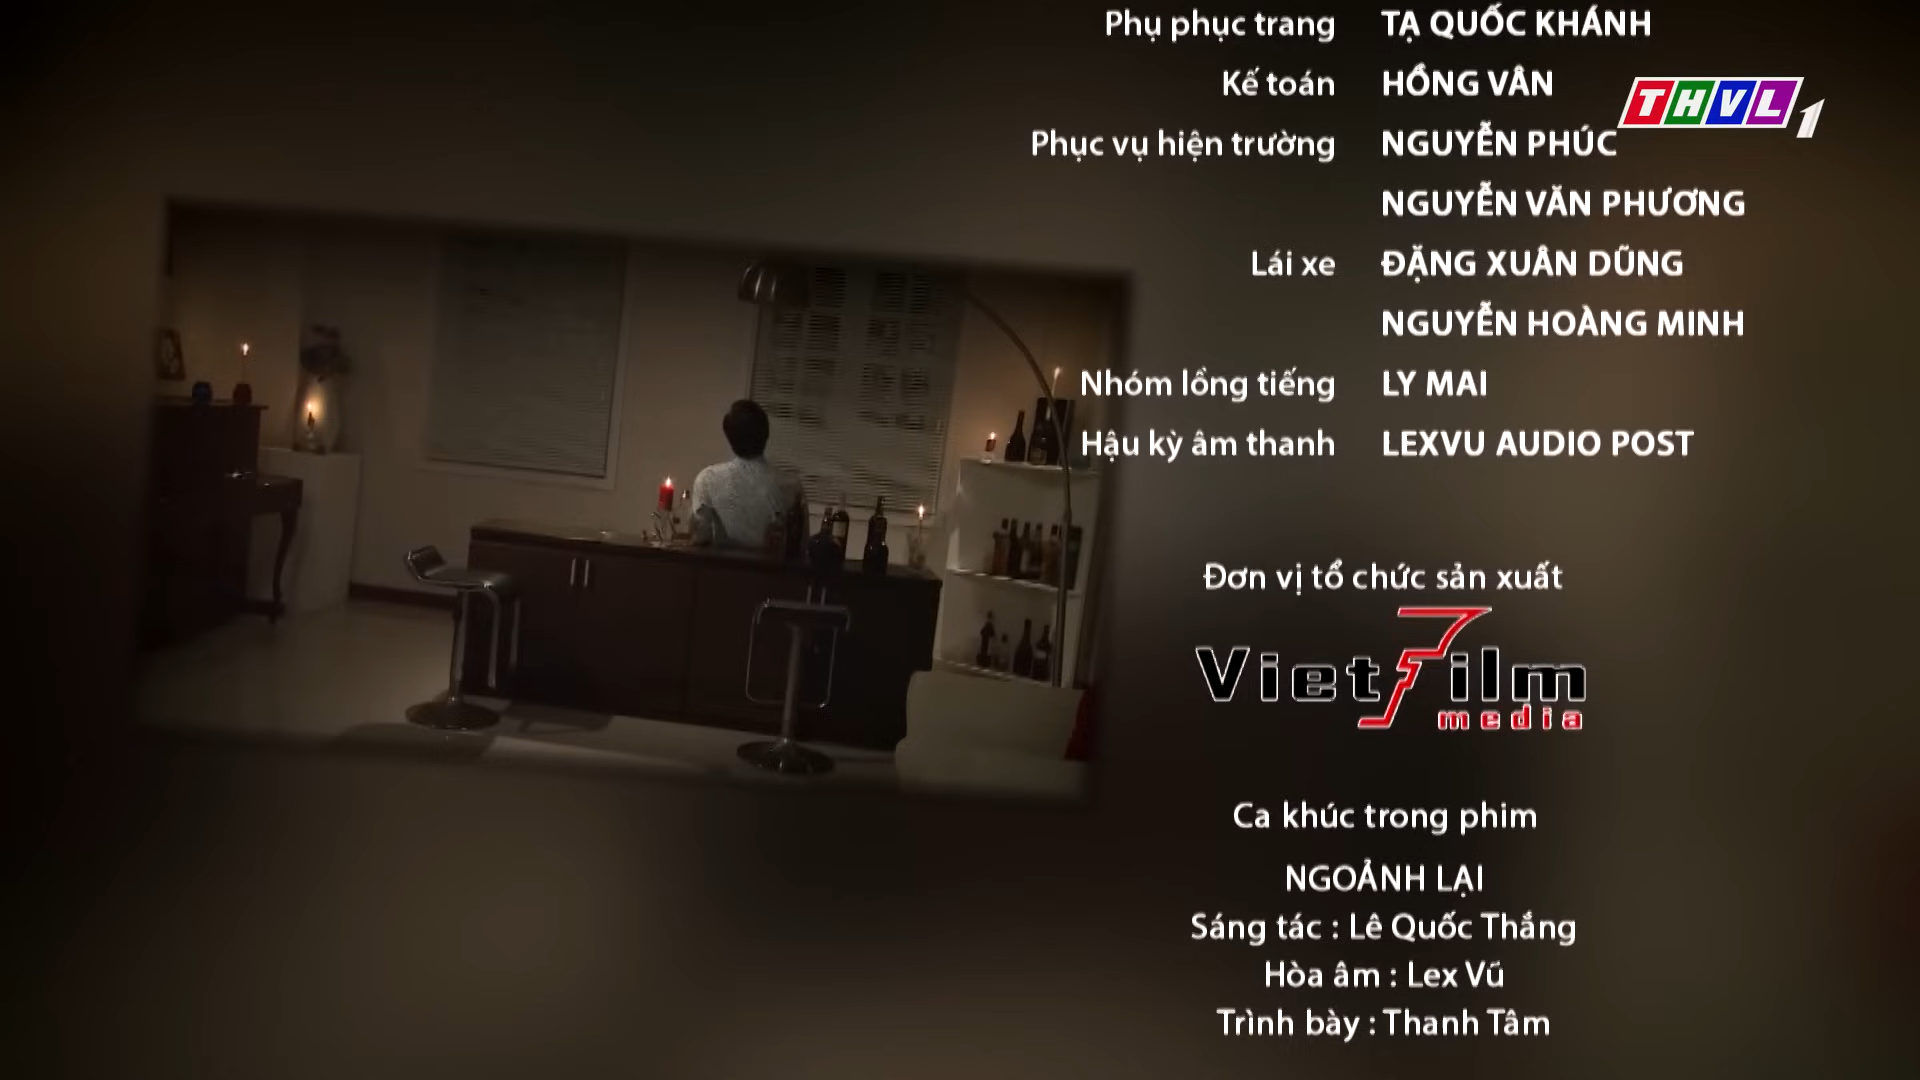 Phụ phục trang TẠ QUỐC KHÁNH
Kế toán HỒNG VÂN
THVL1
Phục vụ hiện trường NGUYỄN PHÚC
NGUYỄN VĂN PHƯƠNG
Lái xe ĐẶNG XUÂN DŨNG
NGUYỄN HOÀNG MINH
Nhóm lồng tiếng LY MAI
Hậu kỳ âm thanh LEXVU AUDIO POST
Đơn vị tổ chức sản xuất
VietFilm
media
Ca khúc trong phim
NGOẢNH LẠI
Sáng tác : Lê Quốc Thắng
Hòa âm : Lex Vũ
Trình bày : Thanh Tâm